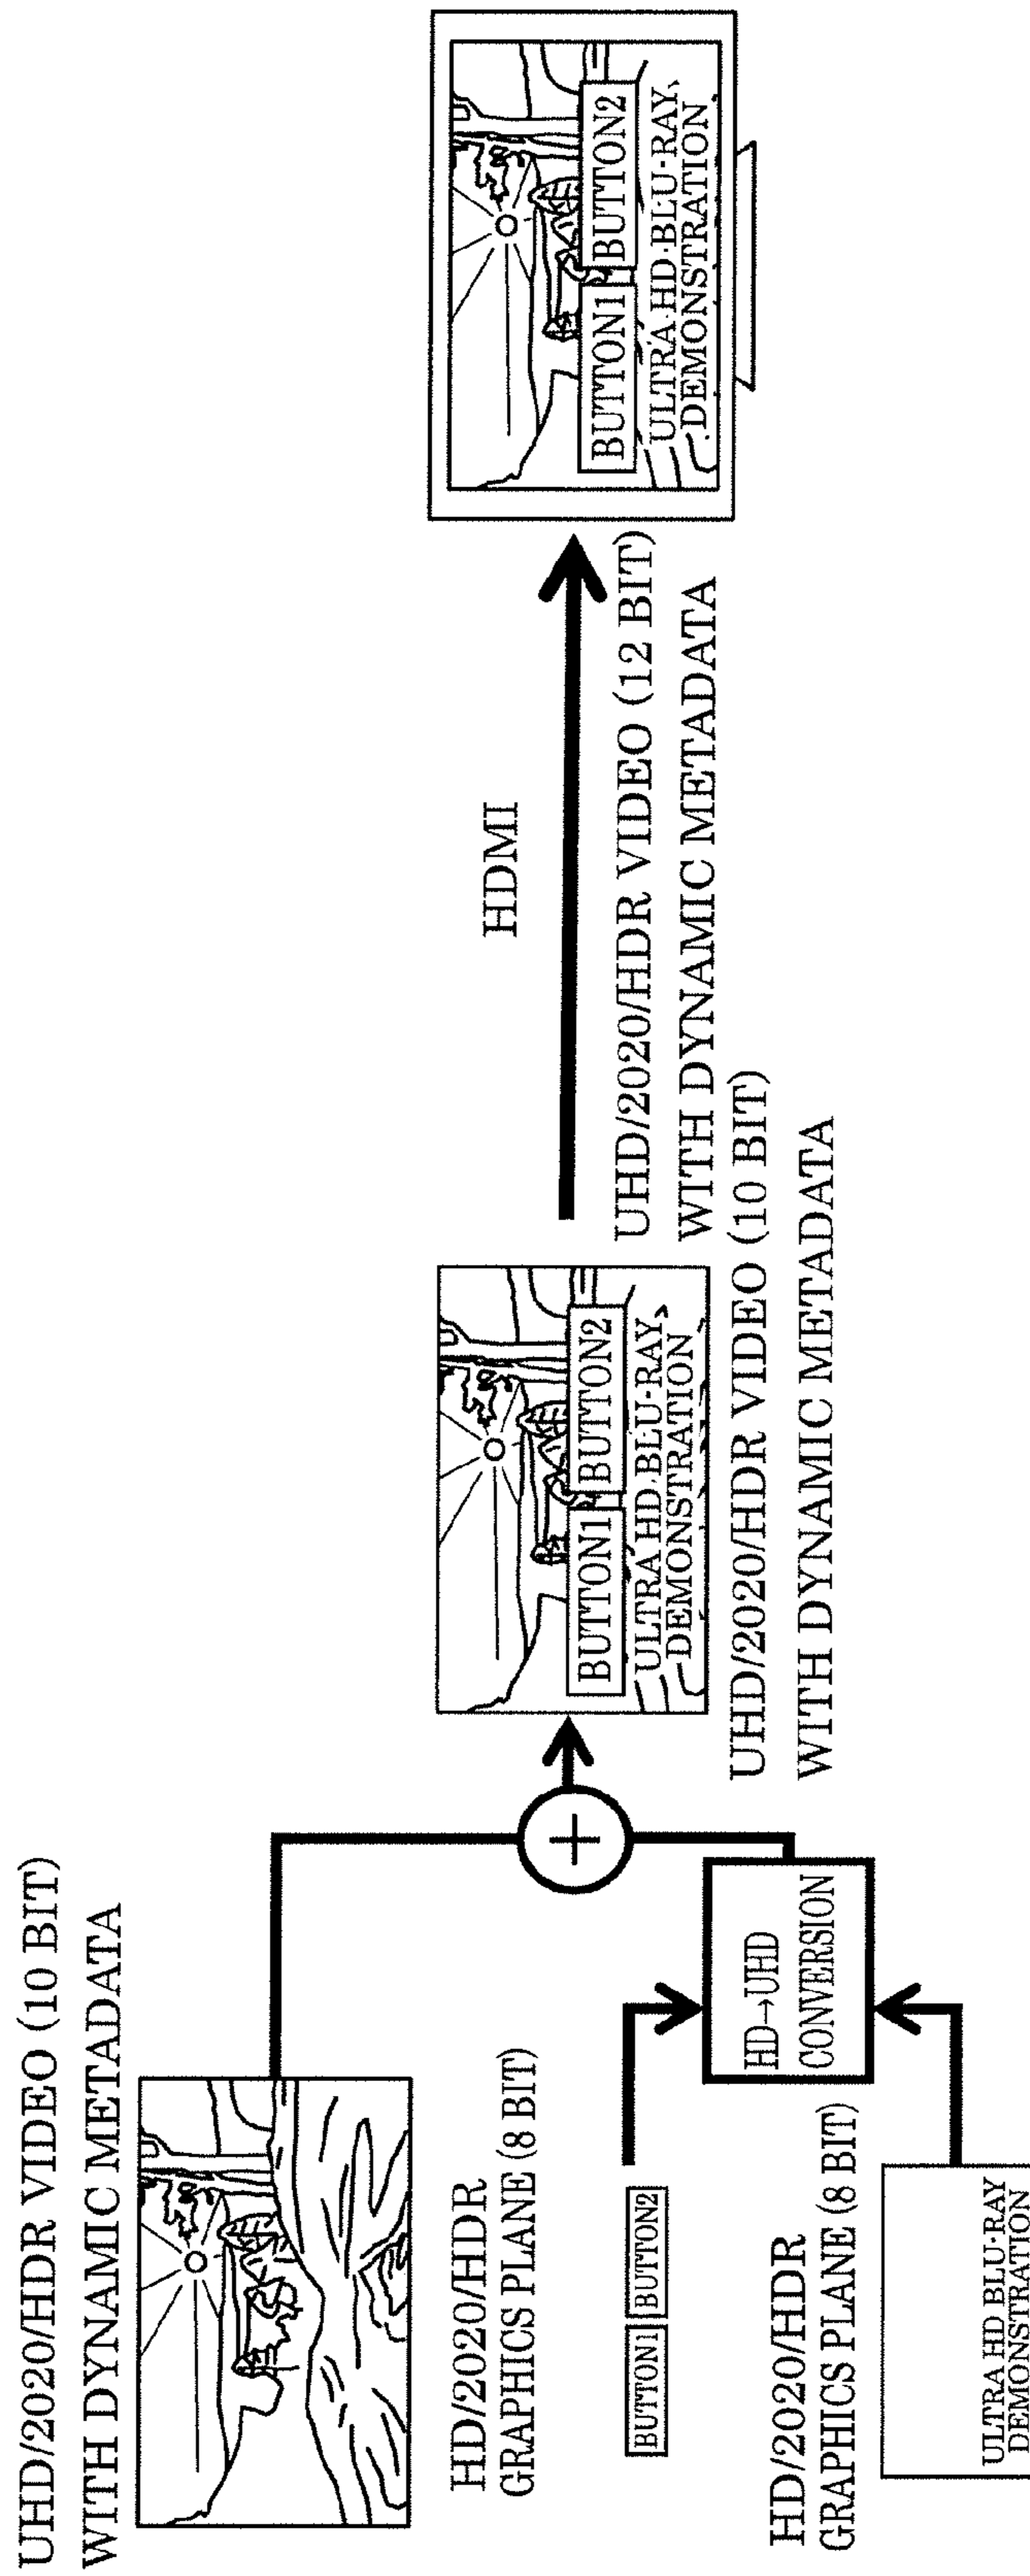 UHD/2020/HDR VIDEO (10 BIT)
WITH DYNAMIC METADATA
HD/2020/HDR
GRAPHICS PLANE (8 BIT)
BUTTON1 BUTTON2
HD/2020/HDR
GRAPHICS PLANE (8 BIT)
ULTRA HD BLU-RAY
DEMONSTRATION
HD→UHD
CONVERSION
+
BUTTON1 BUTTON2
ULTRA HD BLU-RAY
DEMONSTRATION
UHD/2020/HDR VIDEO (10 BIT)
WITH DYNAMIC METADATA
HDMI
UHD/2020/HDR VIDEO (12 BIT)
WITH DYNAMIC METADATA
BUTTON1 BUTTON2
ULTRA HD BLU-RAY
DEMONSTRATION